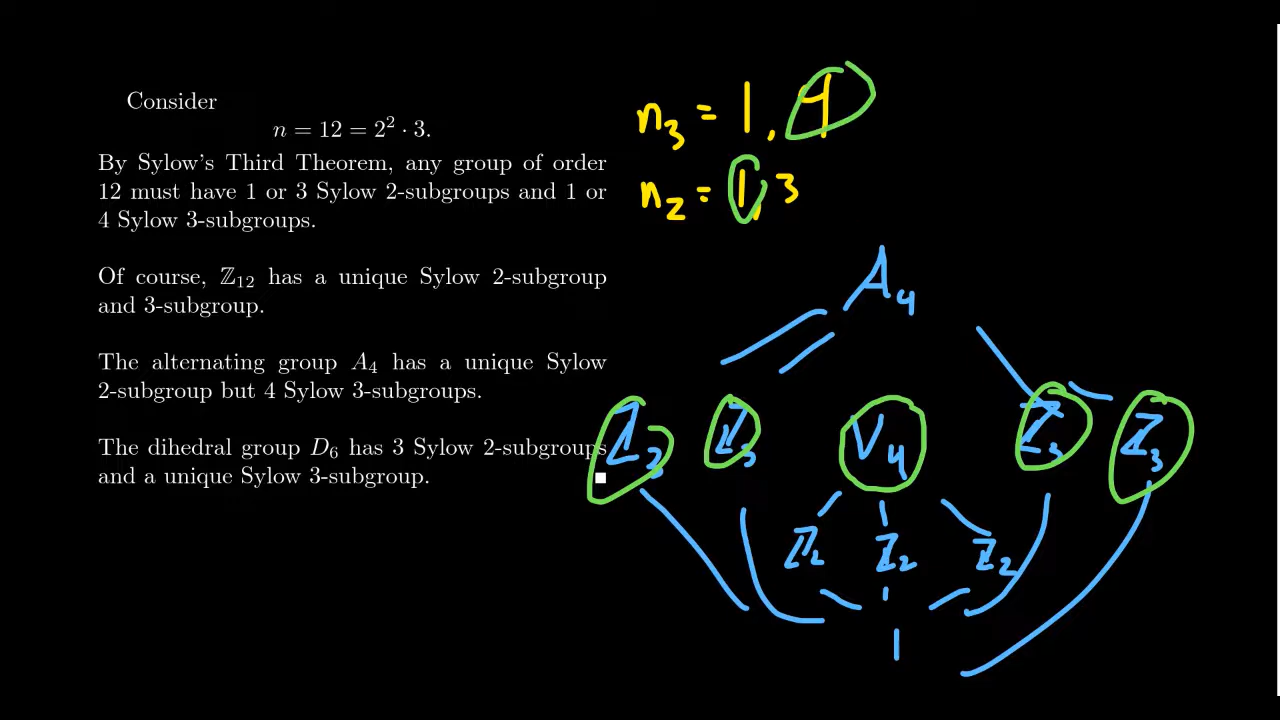 Consider
n = 12 = 2² · 3.
By Sylow's Third Theorem, any group of order
12 must have 1 or 3 Sylow 2-subgroups and 1 or
4 Sylow 3-subgroups.
Of course, ℤ₁₂ has a unique Sylow 2-subgroup
and 3-subgroup.
The alternating group A₄ has a unique Sylow
2-subgroup but 4 Sylow 3-subgroups.
The dihedral group D₆ has 3 Sylow 2-subgroups
and a unique Sylow 3-subgroup.
n₃ = 1, 4
n₂ = 1, 3
A₄
ℤ₃ ℤ₃ V₄ ℤ₃ ℤ₃
ℤ₂ ℤ₂ ℤ₂
1